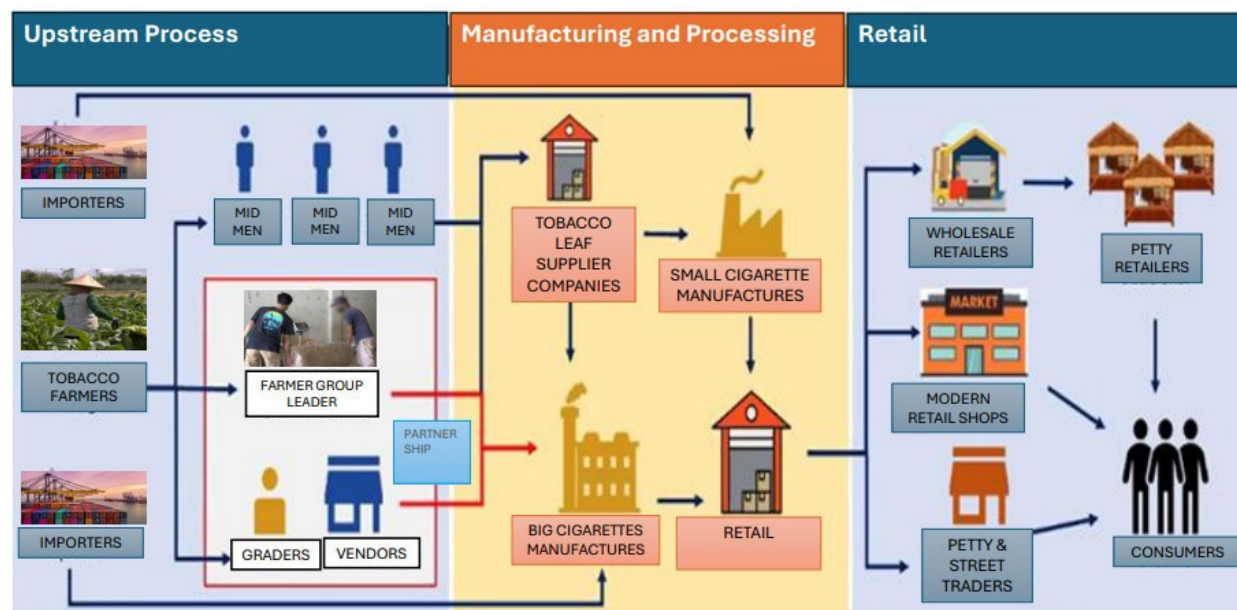 Upstream Process
Manufacturing and Processing
Retail
IMPORTERS
MID
MEN
MID
MEN
MID
MEN
TOBACCO
FARMERS
FARMER GROUP
LEADER
PARTNER
SHIP
IMPORTERS
GRADERS
VENDORS
TOBACCO
LEAF
SUPPLIER
COMPANIES
SMALL CIGARETTE
MANUFACTURES
BIG CIGARETTES
MANUFACTURES
RETAIL
WHOLESALE
RETAILERS
PETTY
RETAILERS
MARKET
MODERN
RETAIL SHOPS
PETTY &
STREET
TRADERS
CONSUMERS